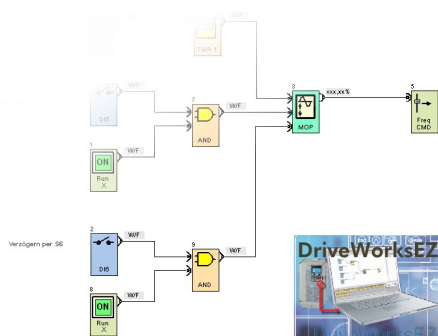 TMR 1
W/F
3
xxx,xx%
5
MOP
Freq
CMD
W/F
7
W/F
DI5
AND
1
W/F
ON
Run
X
2
W/F
Verzögern per S6
9
W/F
DI6
AND
8
W/F
ON
Run
X
DriveWorksEZ